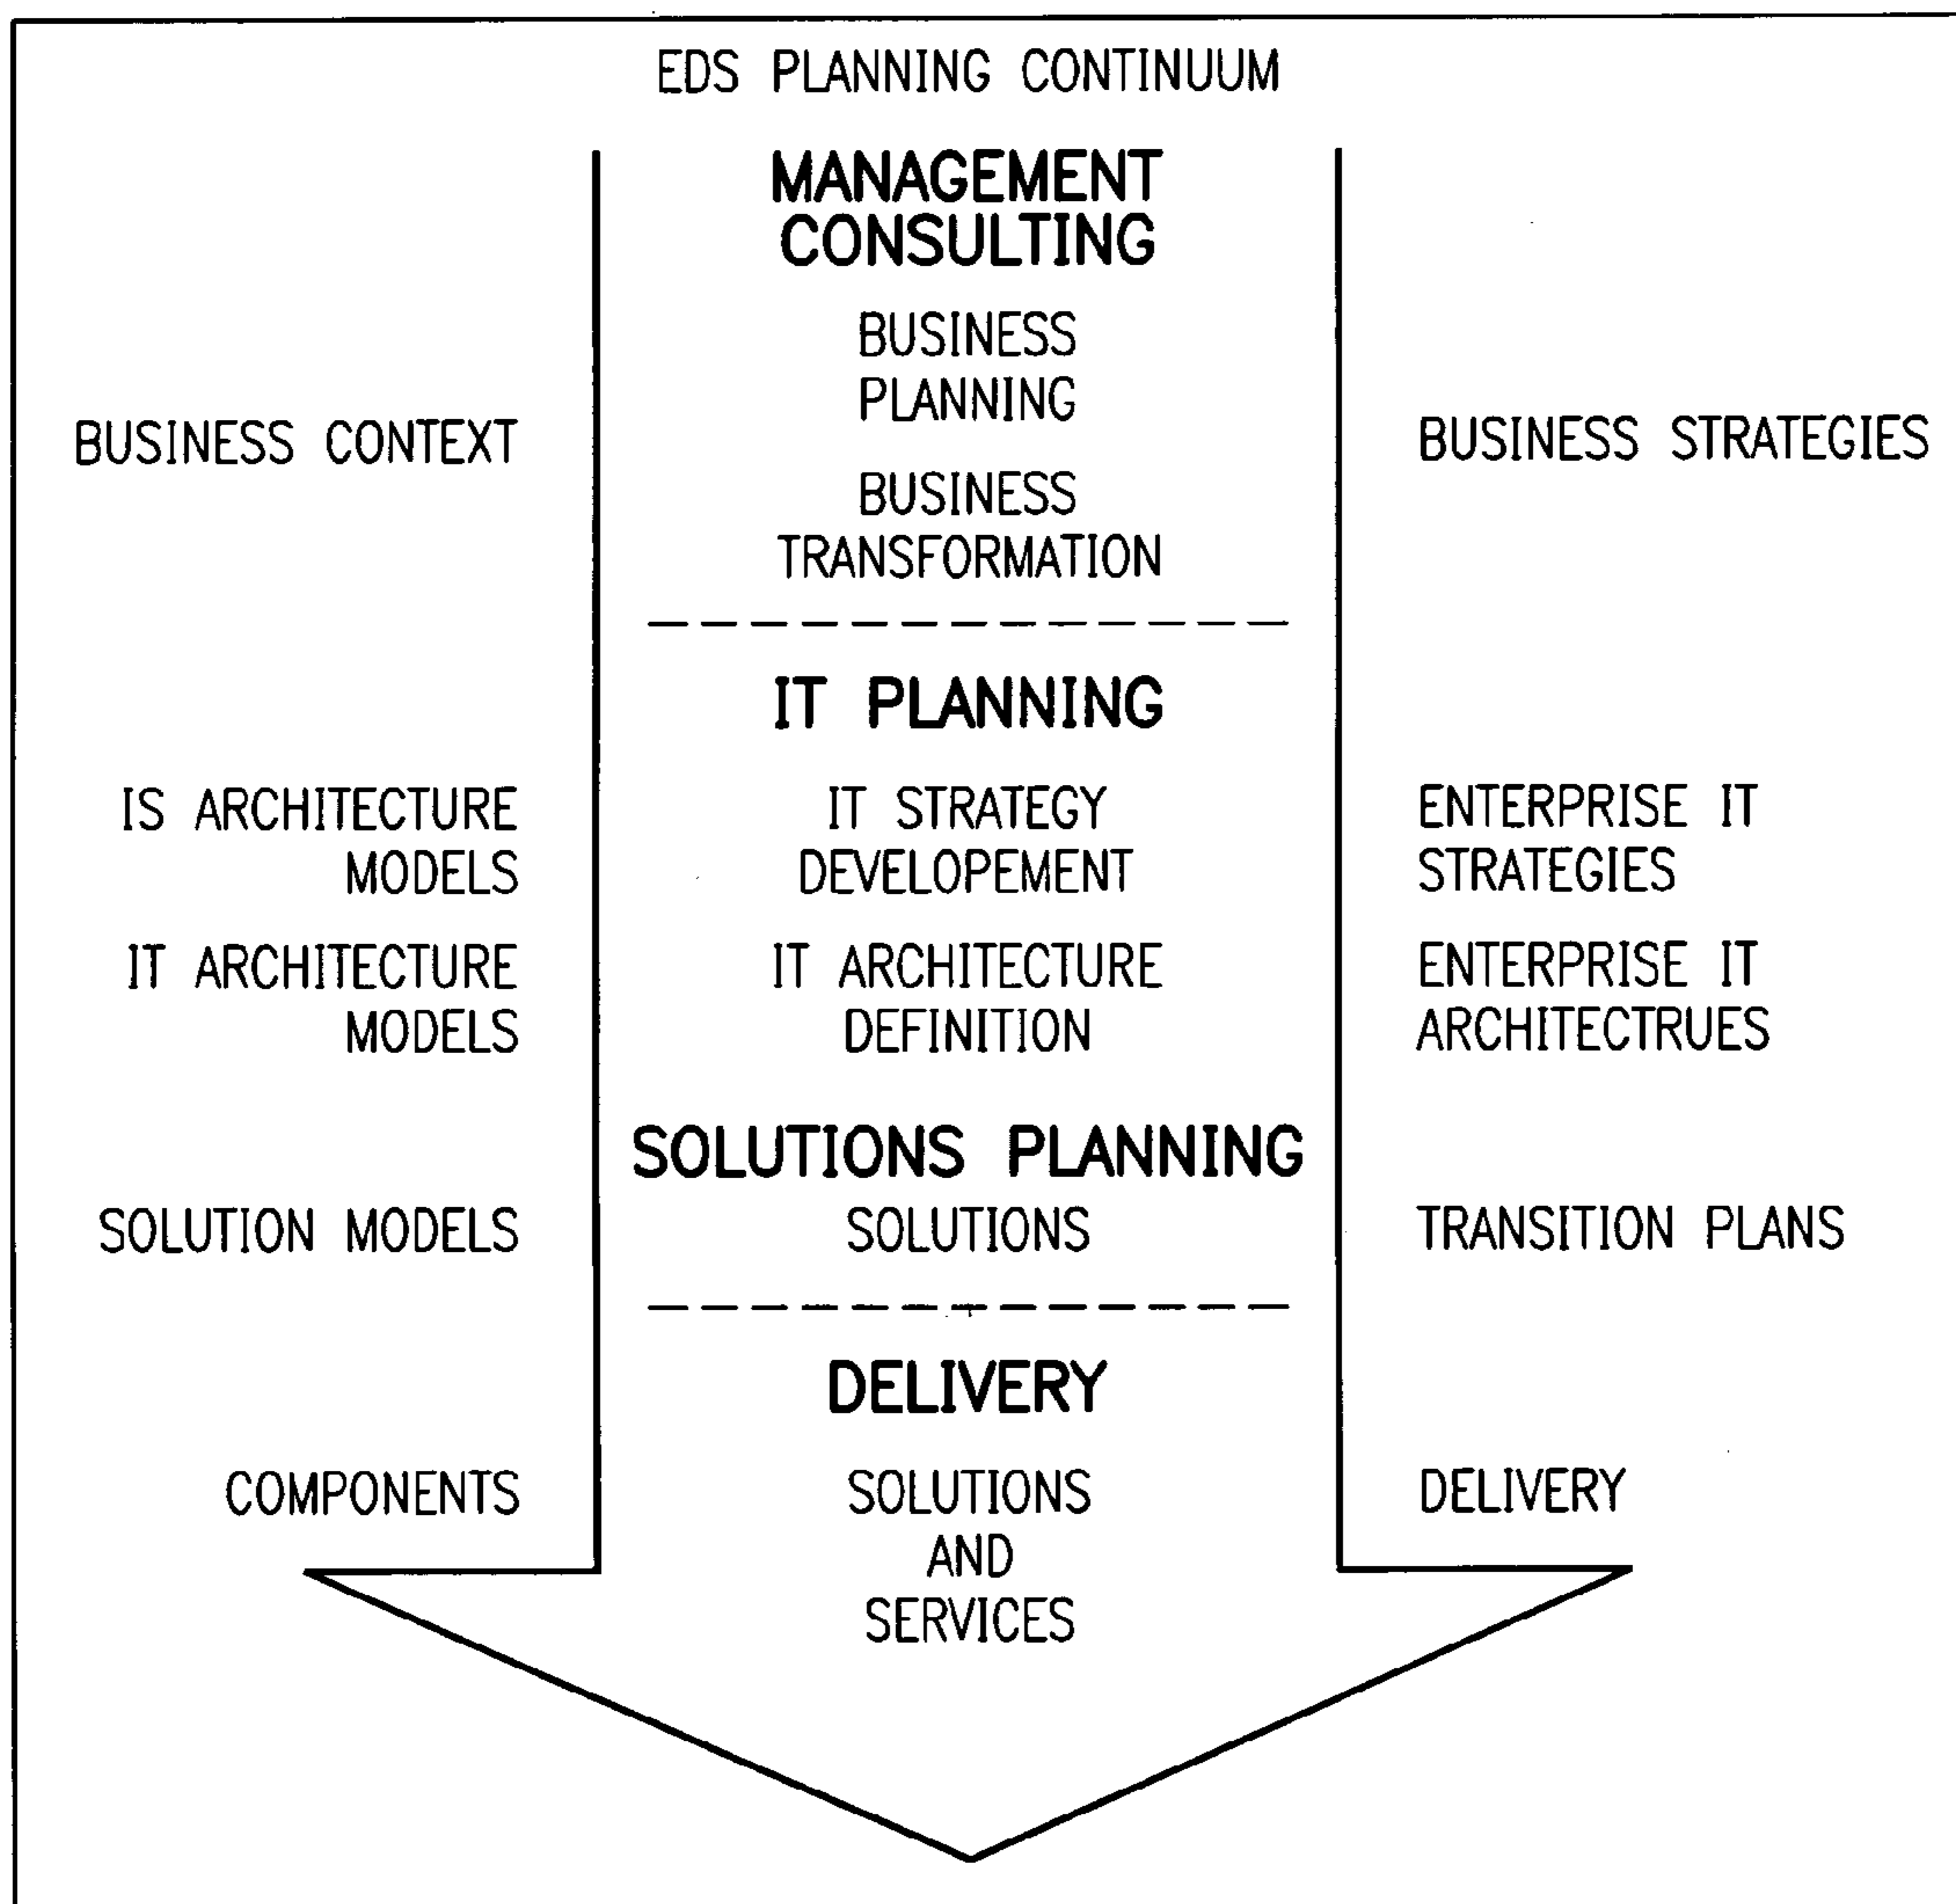 EDS PLANNING CONTINUUM
MANAGEMENT
CONSULTING
BUSINESS
PLANNING
BUSINESS CONTEXT
BUSINESS STRATEGIES
BUSINESS
TRANSFORMATION
IT PLANNING
IS ARCHITECTURE
MODELS
IT STRATEGY
DEVELOPEMENT
ENTERPRISE IT
STRATEGIES
IT ARCHITECTURE
MODELS
IT ARCHITECTURE
DEFINITION
ENTERPRISE IT
ARCHITECTRUES
SOLUTIONS PLANNING
SOLUTION MODELS
SOLUTIONS
TRANSITION PLANS
DELIVERY
COMPONENTS
SOLUTIONS
AND
SERVICES
DELIVERY